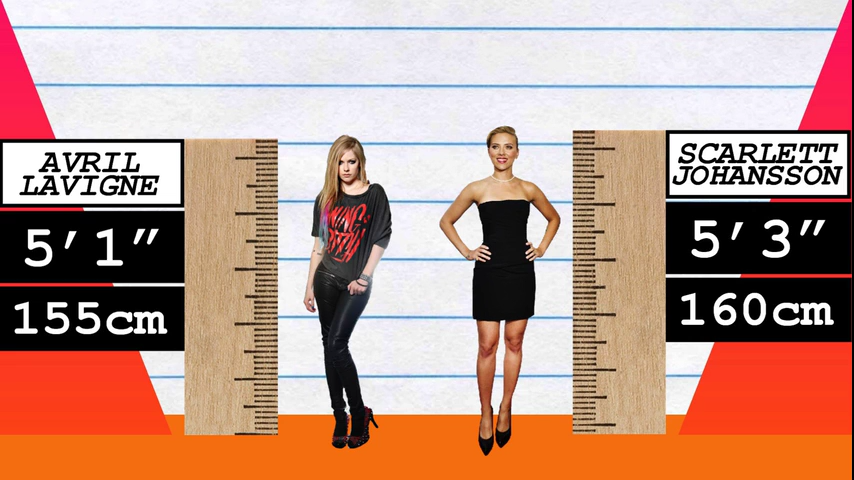 AVRIL
LAVIGNE
5'1"
155cm
SCARLETT
JOHANSSON
5'3"
160cm